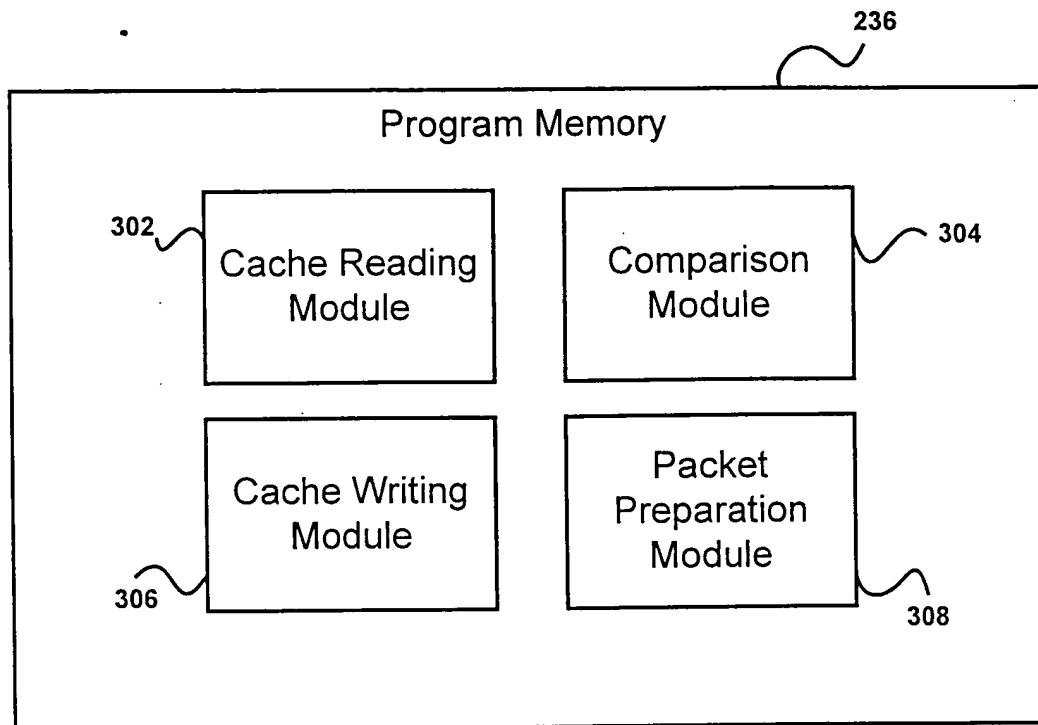 236
Program Memory
302
Cache Reading
Module
Comparison
Module
304
Cache Writing
Module
306
Packet
Preparation
Module
308